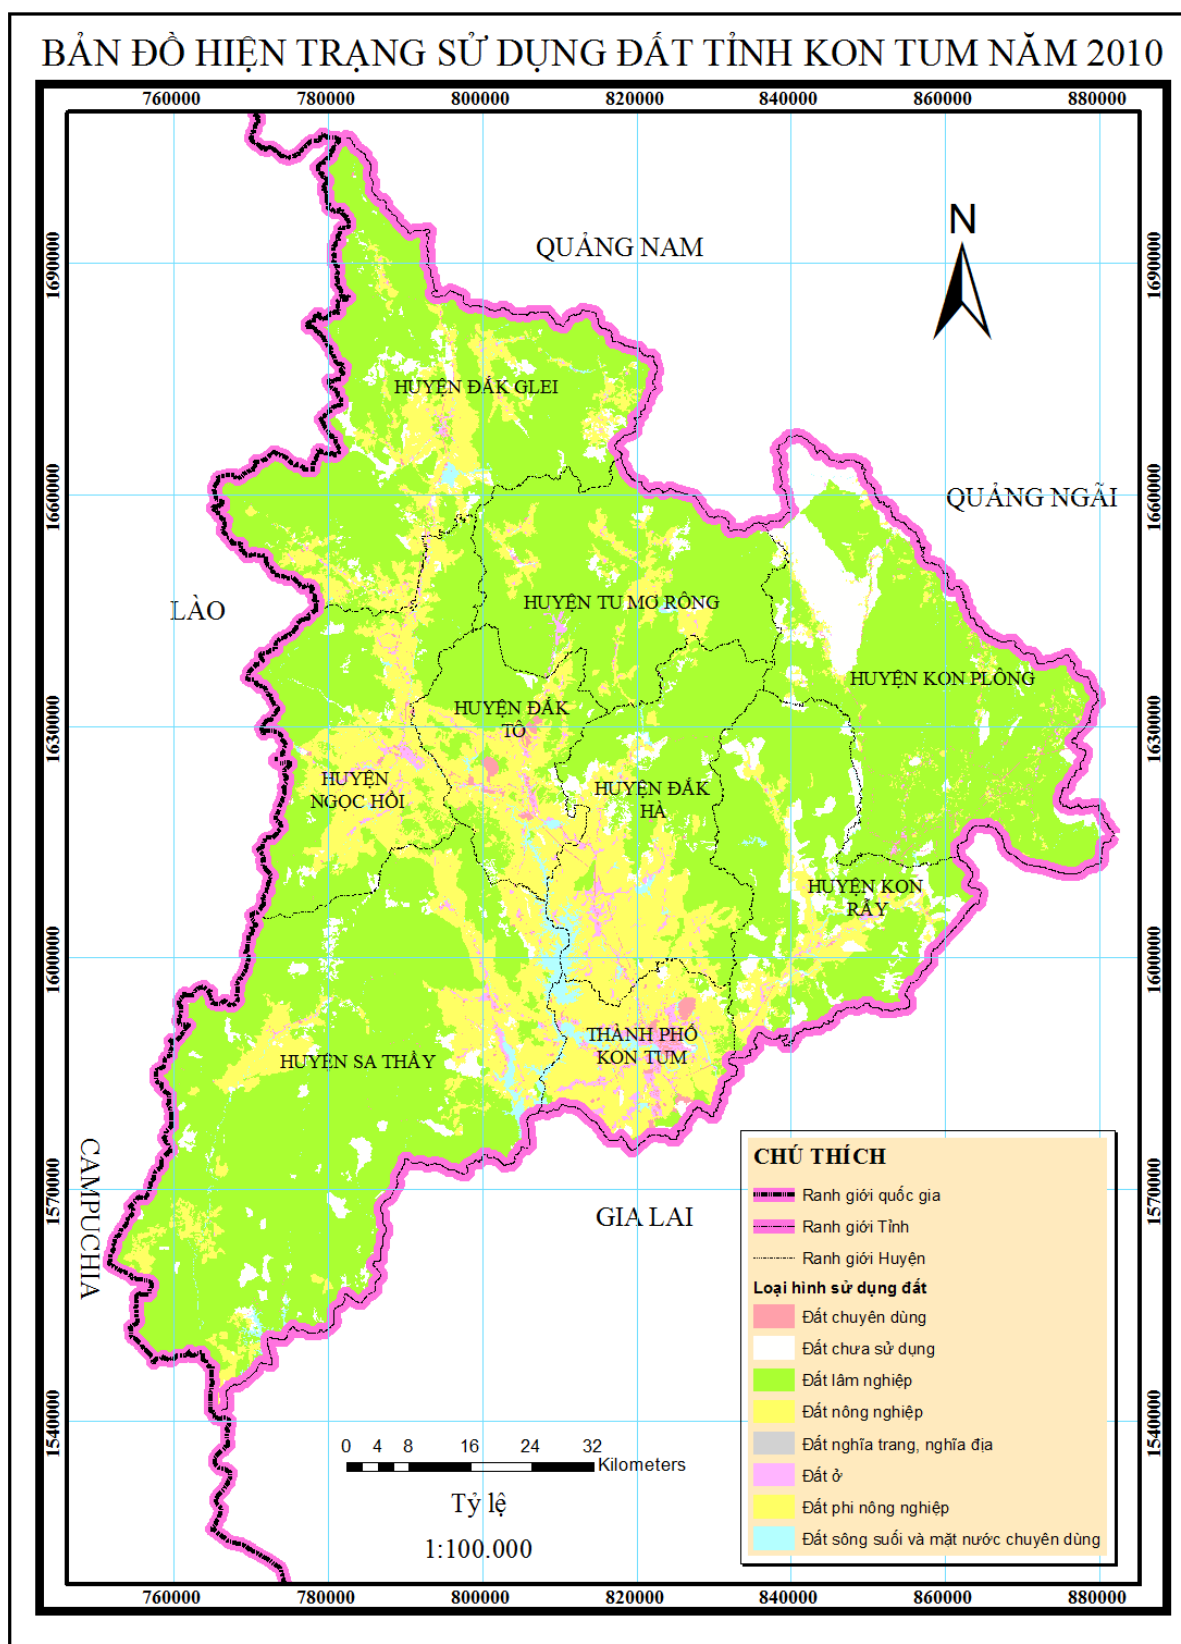 BẢN ĐỒ HIỆN TRẠNG SỬ DỤNG ĐẤT TỈNH KON TUM NĂM 2010
760000 780000 800000 820000 840000 860000 880000
N
QUẢNG NAM
1690000 1690000
HUYỆN ĐẮK GLEI
1660000 1660000
QUẢNG NGÃI
HUYỆN TU MƠ RÔNG
LÀO
HUYỆN KON PLÔNG
HUYỆN ĐẮK
TÔ
1630000 1630000
HUYỆN
NGỌC HỒI
HUYỆN ĐẮK
HÀ
HUYỆN KON
RẪY
1600000 1600000
THÀNH PHỐ
KON TUM
HUYỆN SA THẦY
CAMPUCHIA
1570000 1570000
GIA LAI
CHÚ THÍCH
Ranh giới quốc gia
Ranh giới Tỉnh
Ranh giới Huyện
Loại hình sử dụng đất
Đất chuyên dùng
Đất chưa sử dụng
Đất lâm nghiệp
Đất nông nghiệp
Đất nghĩa trang, nghĩa địa
Đất ở
Đất phi nông nghiệp
Đất sông suối và mặt nước chuyên dùng
1540000 1540000
0 4 8 16 24 32
Kilometers
Tỷ lệ
1:100.000
760000 780000 800000 820000 840000 860000 880000